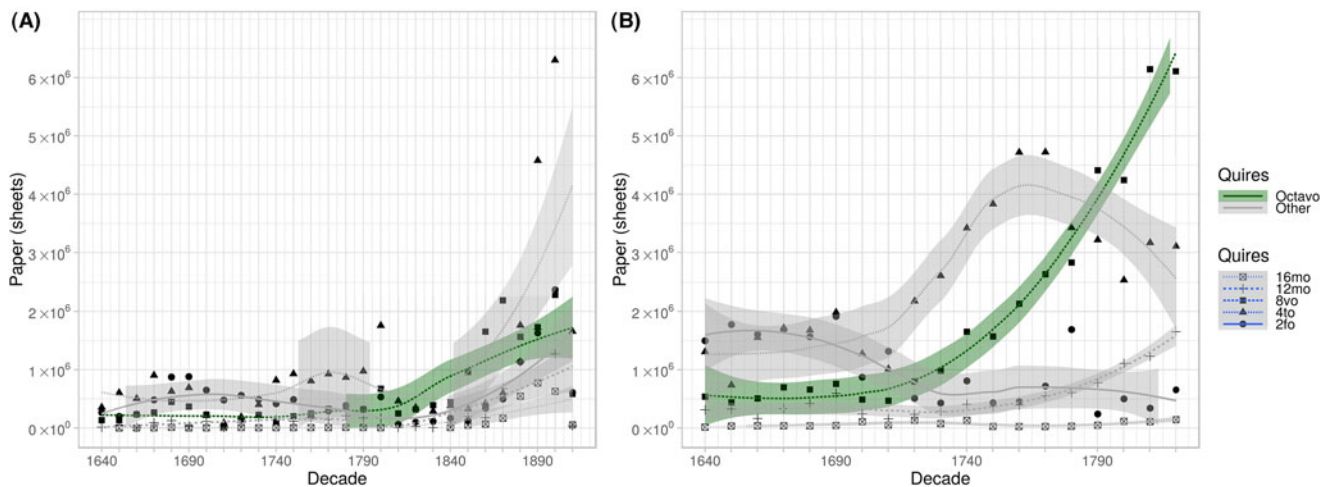 (A)
Paper (sheets)
6×10⁶
5×10⁶
4×10⁶
3×10⁶
2×10⁶
1×10⁶
0×10⁰
1640
1690
1740
1790
1840
1890
Decade
(B)
Paper (sheets)
6×10⁶
5×10⁶
4×10⁶
3×10⁶
2×10⁶
1×10⁶
0×10⁰
1640
1690
1740
1790
Decade
Quires
Octavo
Other
Quires
16mo
12mo
8vo
4to
2fo